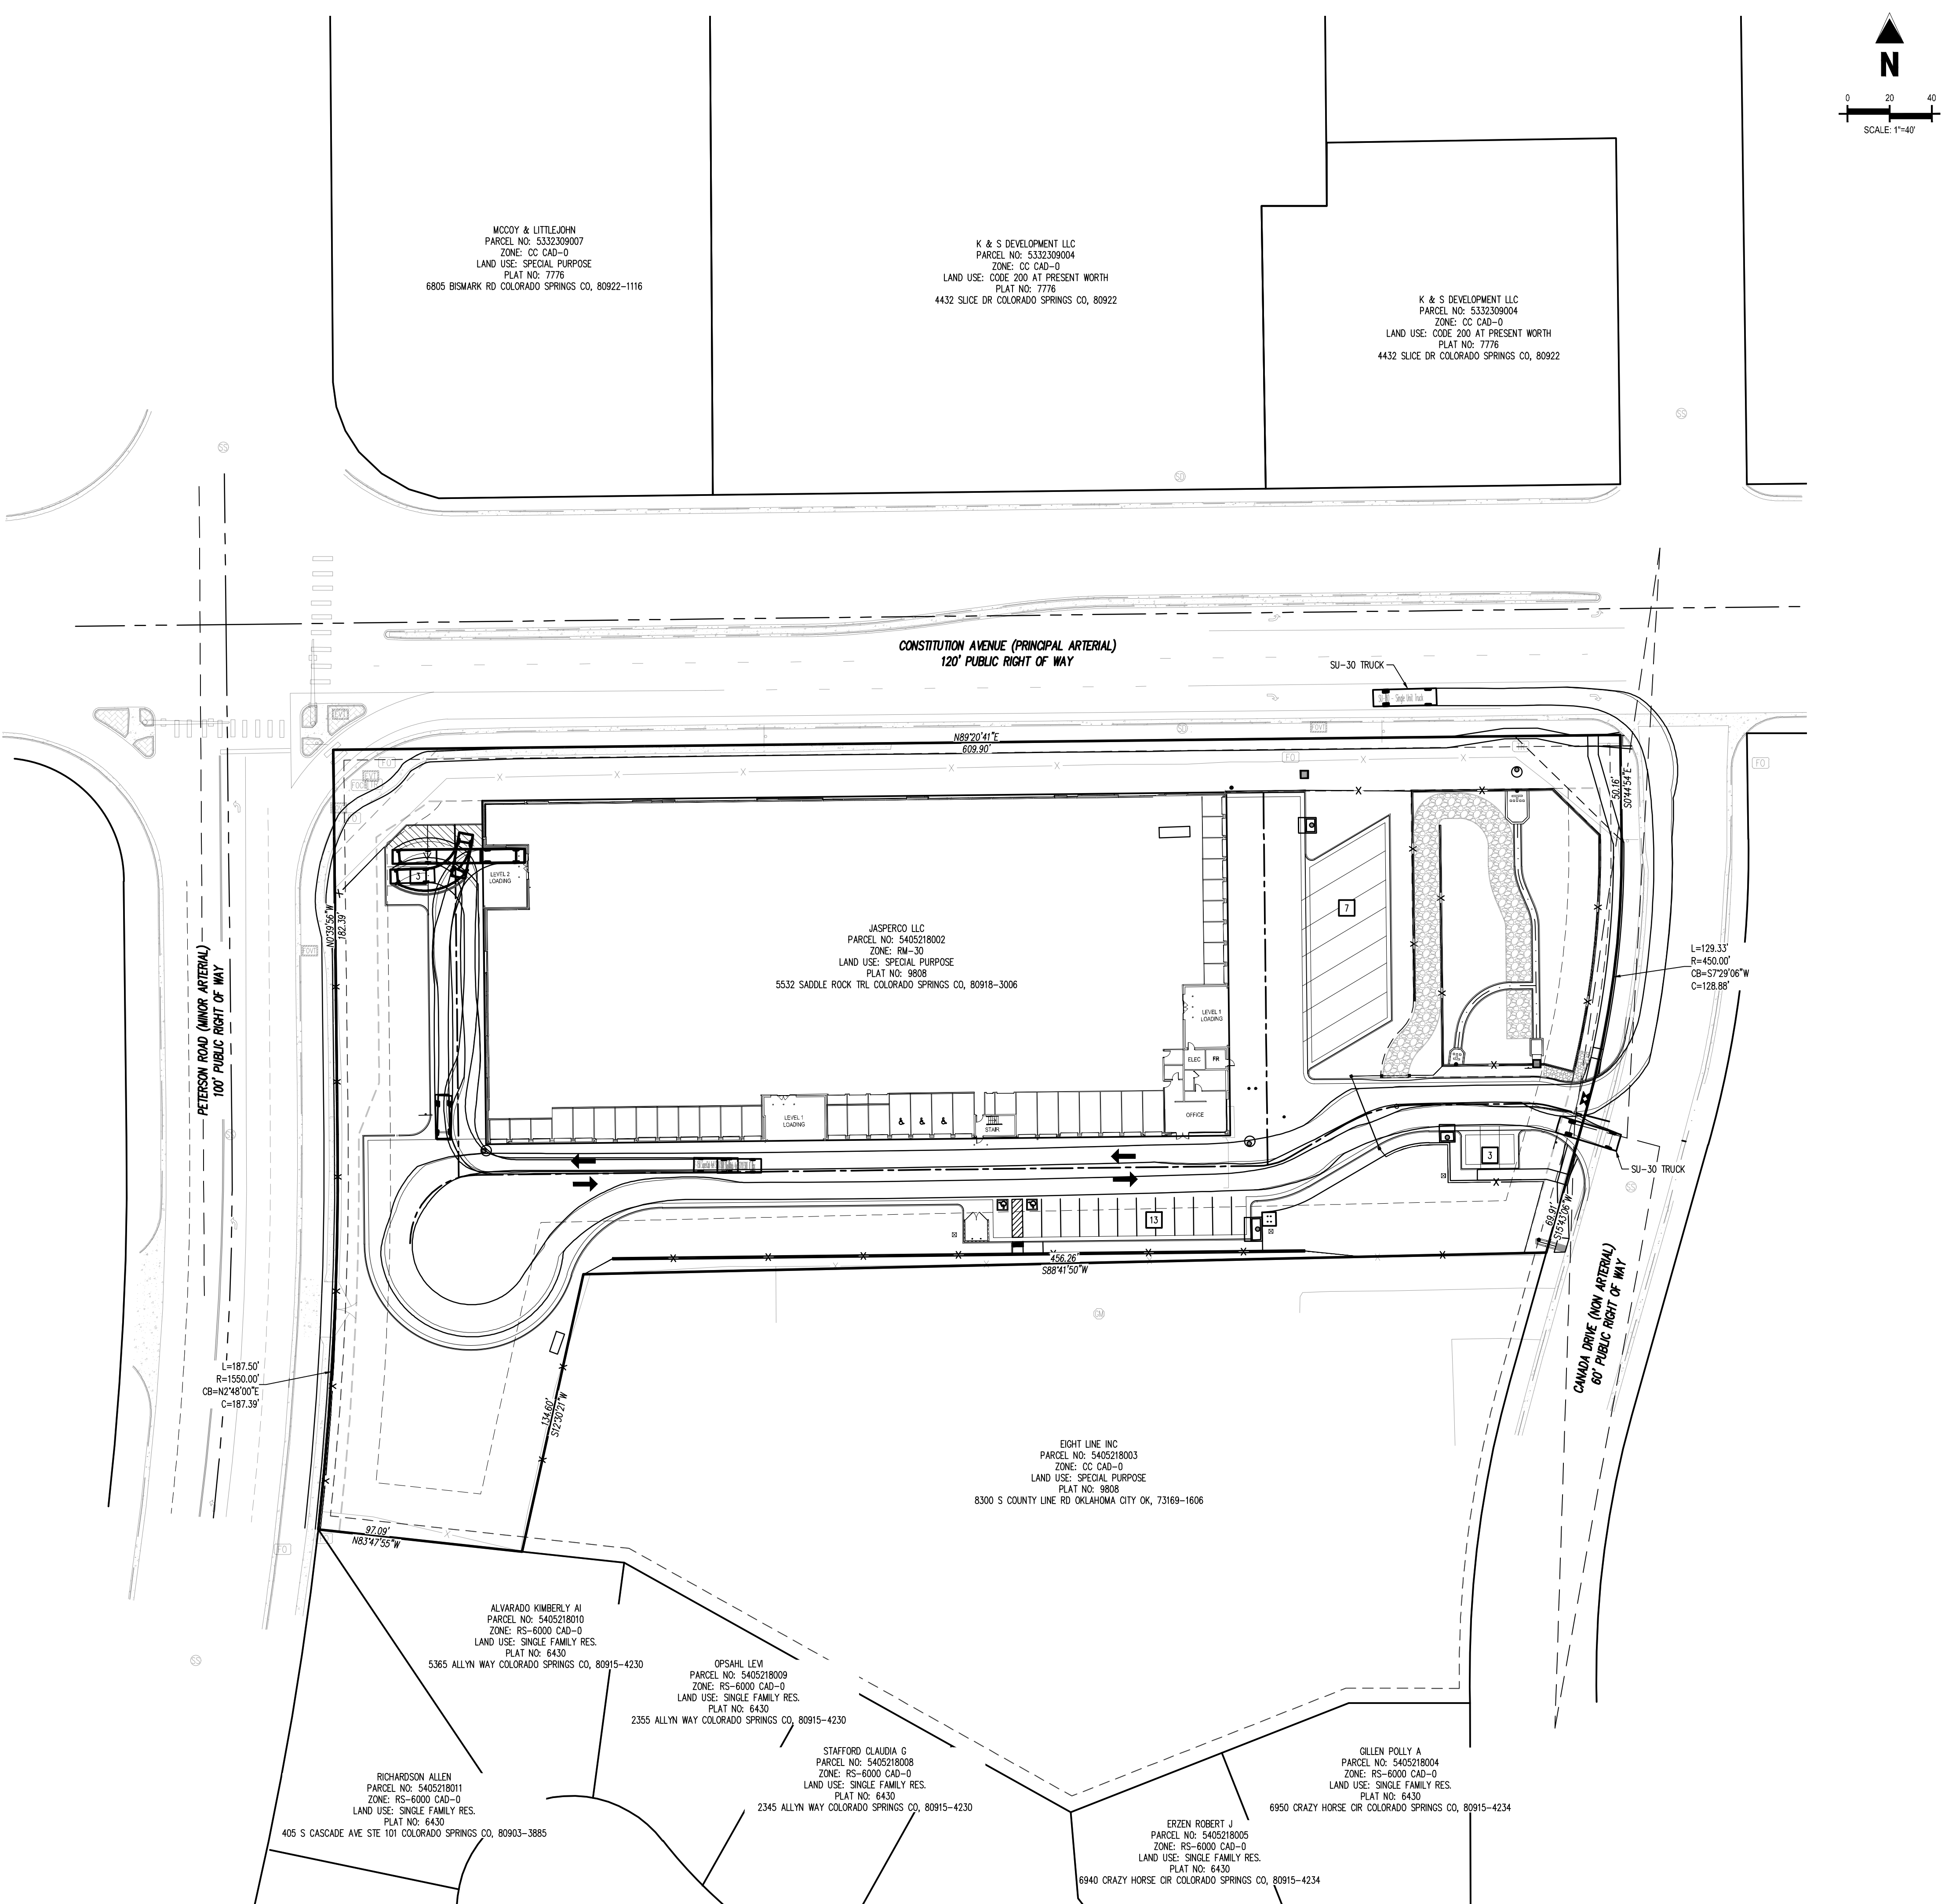 N
0 20 40
SCALE: 1"=40'
MCCOY & LITTLEJOHN
PARCEL NO: 5332309007
ZONE: CC CAD-0
LAND USE: SPECIAL PURPOSE
PLAT NO: 7776
6805 BISMARK RD COLORADO SPRINGS CO, 80922-1116
K & S DEVELOPMENT LLC
PARCEL NO: 5332309004
ZONE: CC CAD-0
LAND USE: CODE 200 AT PRESENT WORTH
PLAT NO: 7776
4432 SLICE DR COLORADO SPRINGS CO, 80922
K & S DEVELOPMENT LLC
PARCEL NO: 5332309004
ZONE: CC CAD-0
LAND USE: CODE 200 AT PRESENT WORTH
PLAT NO: 7776
4432 SLICE DR COLORADO SPRINGS CO, 80922
CONSTITUTION AVENUE (PRINCIPAL ARTERIAL)
120' PUBLIC RIGHT OF WAY
SU-30 TRUCK
N89°20'41"E
609.90'
50.16'
S0°44'54"E
LEVEL 2
LOADING
3
N0°39'56"W
182.39'
PETERSON ROAD (MINOR ARTERIAL)
100' PUBLIC RIGHT OF WAY
JASPERCO LLC
PARCEL NO: 5405218002
ZONE: RM-30
LAND USE: SPECIAL PURPOSE
PLAT NO: 9808
5532 SADDLE ROCK TRL COLORADO SPRINGS CO, 80918-3006
7
L=129.33'
R=450.00'
CB=S7°29'06"W
C=128.88'
LEVEL 1
LOADING
ELEC
FR
OFFICE
LEVEL 1
LOADING
STAIR
3
SU-30 TRUCK
13
69.91'
S15°43'06"W
456.26'
S88°41'50"W
CANADA DRIVE (NON ARTERIAL)
60' PUBLIC RIGHT OF WAY
L=187.50'
R=1550.00'
CB=N2°48'00"E
C=187.39'
134.60'
S12°30'21"W
EIGHT LINE INC
PARCEL NO: 5405218003
ZONE: CC CAD-0
LAND USE: SPECIAL PURPOSE
PLAT NO: 9808
8300 S COUNTY LINE RD OKLAHOMA CITY OK, 73169-1606
97.09'
N83°47'55"W
ALVARADO KIMBERLY AI
PARCEL NO: 5405218010
ZONE: RS-6000 CAD-0
LAND USE: SINGLE FAMILY RES.
PLAT NO: 6430
5365 ALLYN WAY COLORADO SPRINGS CO, 80915-4230
OPSAHL LEVI
PARCEL NO: 5405218009
ZONE: RS-6000 CAD-0
LAND USE: SINGLE FAMILY RES.
PLAT NO: 6430
2355 ALLYN WAY COLORADO SPRINGS CO, 80915-4230
STAFFORD CLAUDIA G
PARCEL NO: 5405218008
ZONE: RS-6000 CAD-0
LAND USE: SINGLE FAMILY RES.
PLAT NO: 6430
2345 ALLYN WAY COLORADO SPRINGS CO, 80915-4230
GILLEN POLLY A
PARCEL NO: 5405218004
ZONE: RS-6000 CAD-0
LAND USE: SINGLE FAMILY RES.
PLAT NO: 6430
6950 CRAZY HORSE CIR COLORADO SPRINGS CO, 80915-4234
RICHARDSON ALLEN
PARCEL NO: 5405218011
ZONE: RS-6000 CAD-0
LAND USE: SINGLE FAMILY RES.
PLAT NO: 6430
405 S CASCADE AVE STE 101 COLORADO SPRINGS CO, 80903-3885
ERZEN ROBERT J
PARCEL NO: 5405218005
ZONE: RS-6000 CAD-0
LAND USE: SINGLE FAMILY RES.
PLAT NO: 6430
6940 CRAZY HORSE CIR COLORADO SPRINGS CO, 80915-4234